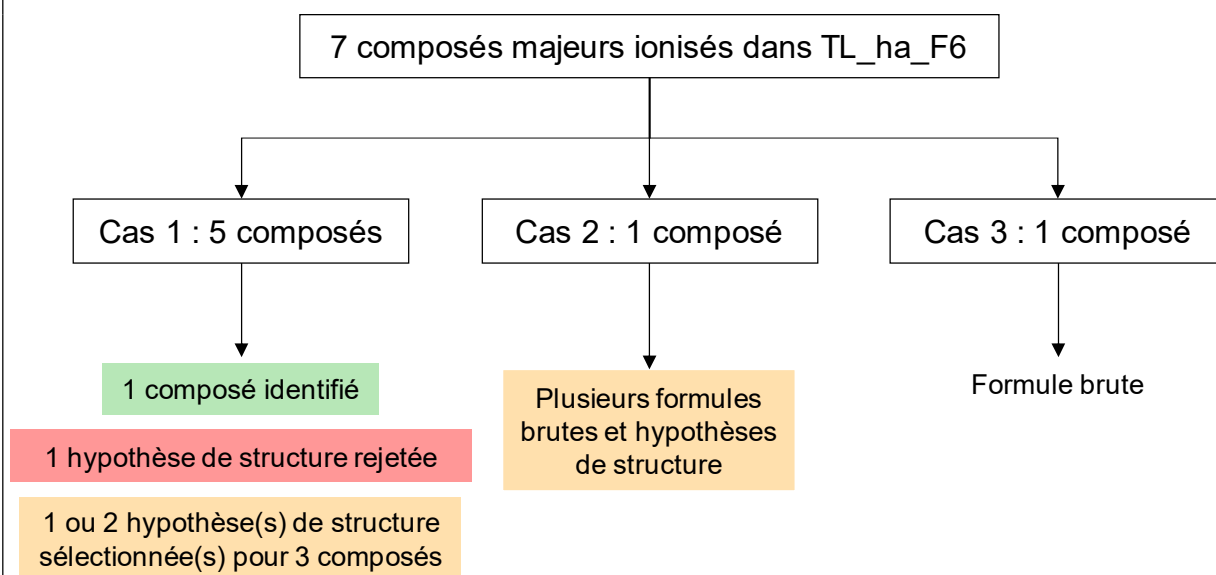 7 composés majeurs ionisés dans TL_ha_F6
Cas 1 : 5 composés
Cas 2 : 1 composé
Cas 3 : 1 composé
1 composé identifié
1 hypothèse de structure rejetée
1 ou 2 hypothèse(s) de structure
sélectionnée(s) pour 3 composés
Plusieurs formules
brutes et hypothèses
de structure
Formule brute